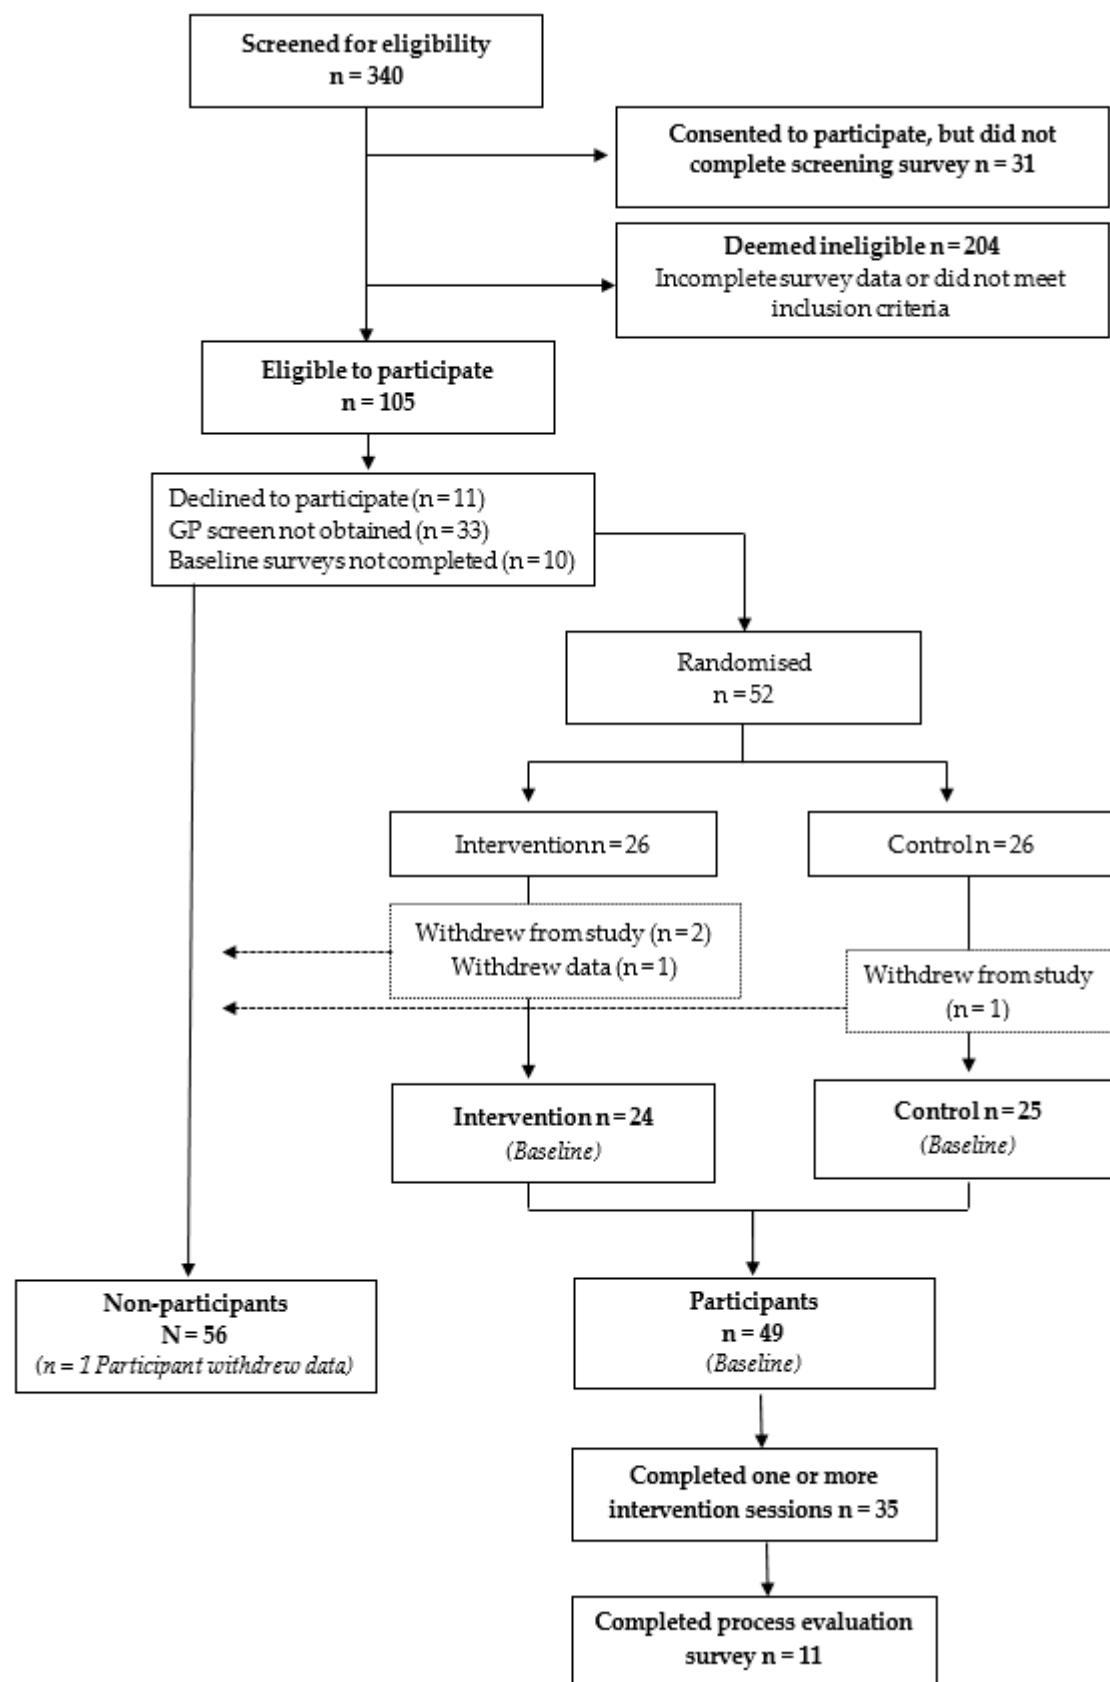 Screened for eligibility
n = 340
Consented to participate, but did not
complete screening survey n = 31
Deemed ineligible n = 204
Incomplete survey data or did not meet
inclusion criteria
Eligible to participate
n = 105
Declined to participate (n = 11)
GP screen not obtained (n = 33)
Baseline surveys not completed (n = 10)
Randomised
n = 52
Intervention n = 26
Control n = 26
Withdrew from study (n = 2)
Withdrew data (n = 1)
Withdrew from study
(n = 1)
Intervention n = 24
(Baseline)
Control n = 25
(Baseline)
Non-participants
N = 56
(n = 1 Participant withdrew data)
Participants
n = 49
(Baseline)
Completed one or more
intervention sessions n = 35
Completed process evaluation
survey n = 11